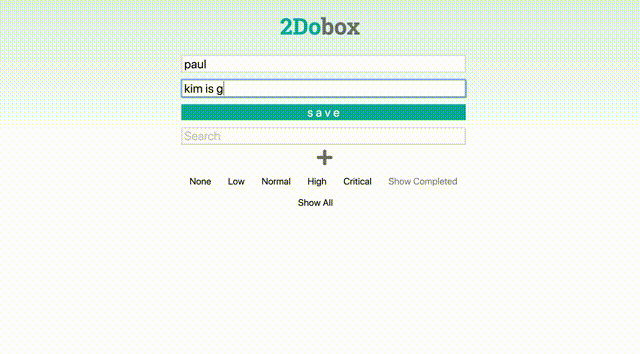 2Dobox
paul
kim is g
save
Search
None Low Normal High Critical Show Completed
Show All